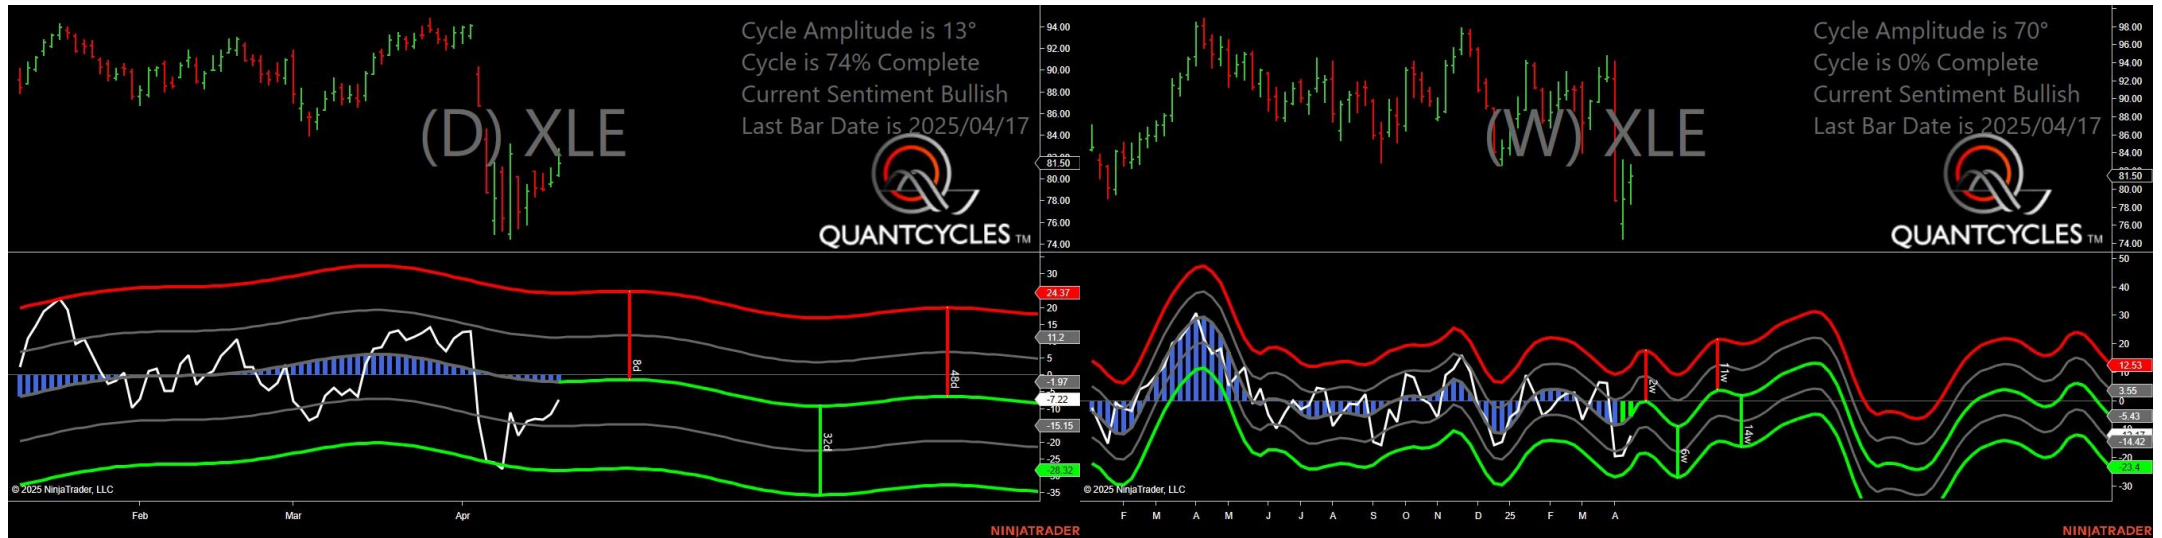 Cycle Amplitude is 13°
Cycle is 74% Complete
Current Sentiment Bullish
Last Bar Date is 2025/04/17
(D) XLE
QUANTCYCLES TM
94.00
92.00
90.00
88.00
86.00
84.00
81.50
80.00
78.00
76.00
74.00
30
24.37
20
15
11.2
5
0
-1.97
-7.22
-10
-15.15
-20
-25
-28.32
-35
8d
32d
48d
© 2025 NinjaTrader, LLC
Feb Mar Apr
NINJATRADER
Cycle Amplitude is 70°
Cycle is 0% Complete
Current Sentiment Bullish
Last Bar Date is 2025/04/17
(W) XLE
QUANTCYCLES TM
98.00
96.00
94.00
92.00
90.00
88.00
86.00
84.00
81.50
80.00
78.00
76.00
74.00
50
40
30
20
12.53
3.55
0
-5.43
-14.42
-20
-23.4
-30
2w
6w
11w
14w
© 2025 NinjaTrader, LLC
F M A M J J A S O N D 25 F M A
NINJATRADER